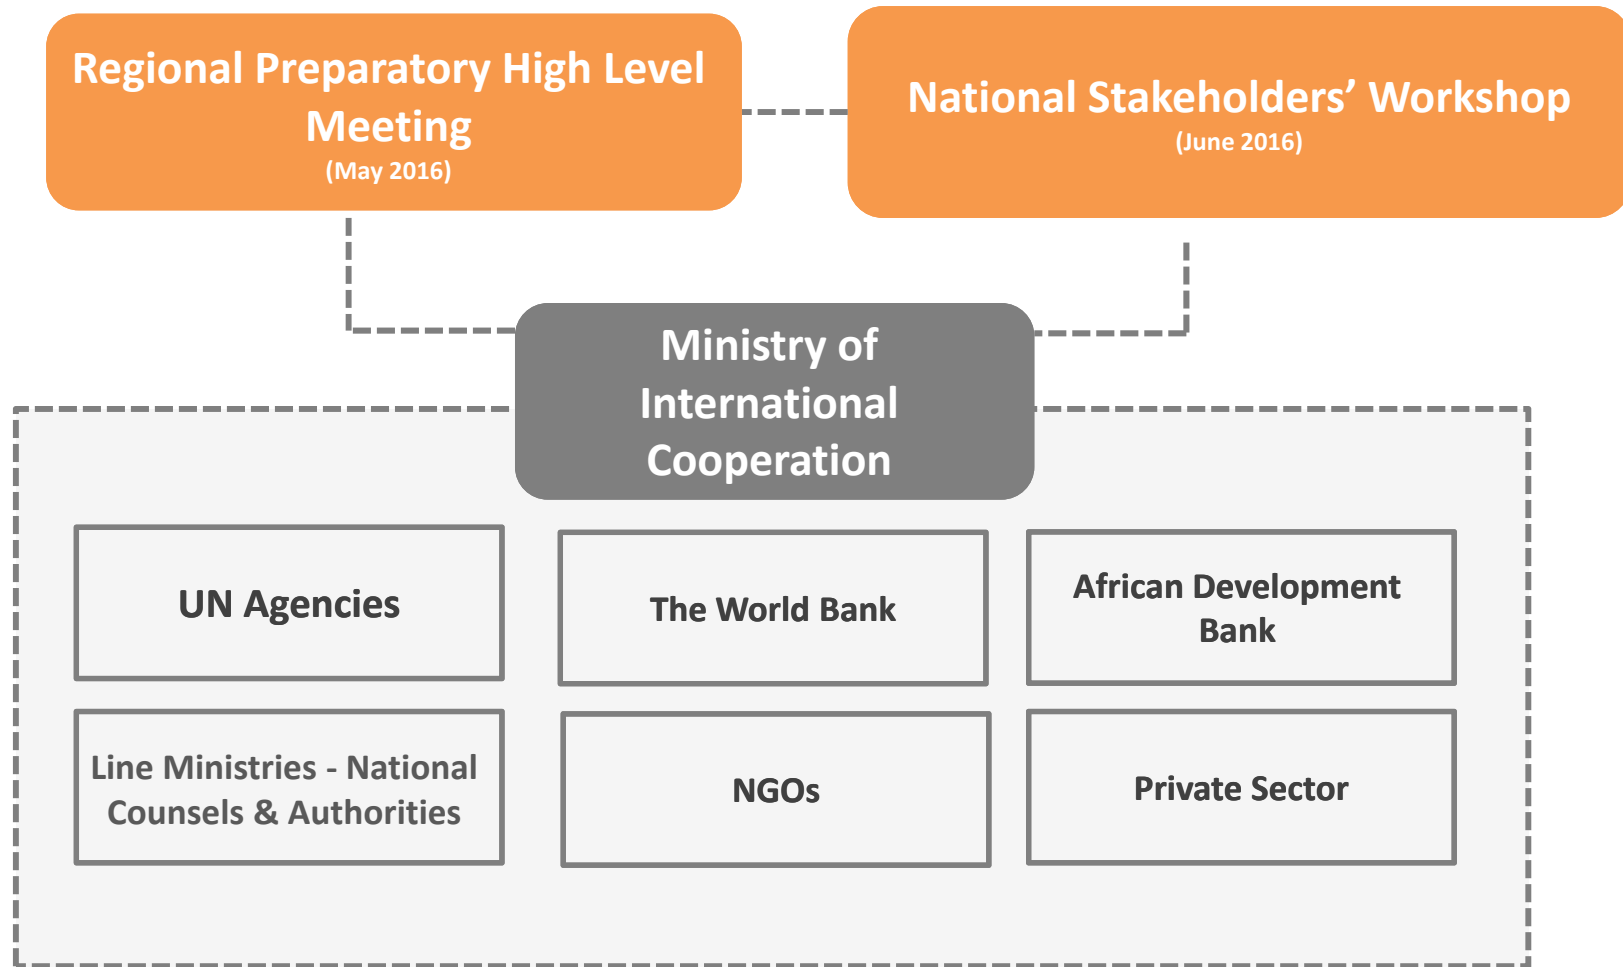 Regional Preparatory High Level
Meeting
(May 2016)
National Stakeholders’ Workshop
(June 2016)
Ministry of
International
Cooperation
UN Agencies
The World Bank
African Development
Bank
Line Ministries - National
Counsels & Authorities
NGOs
Private Sector